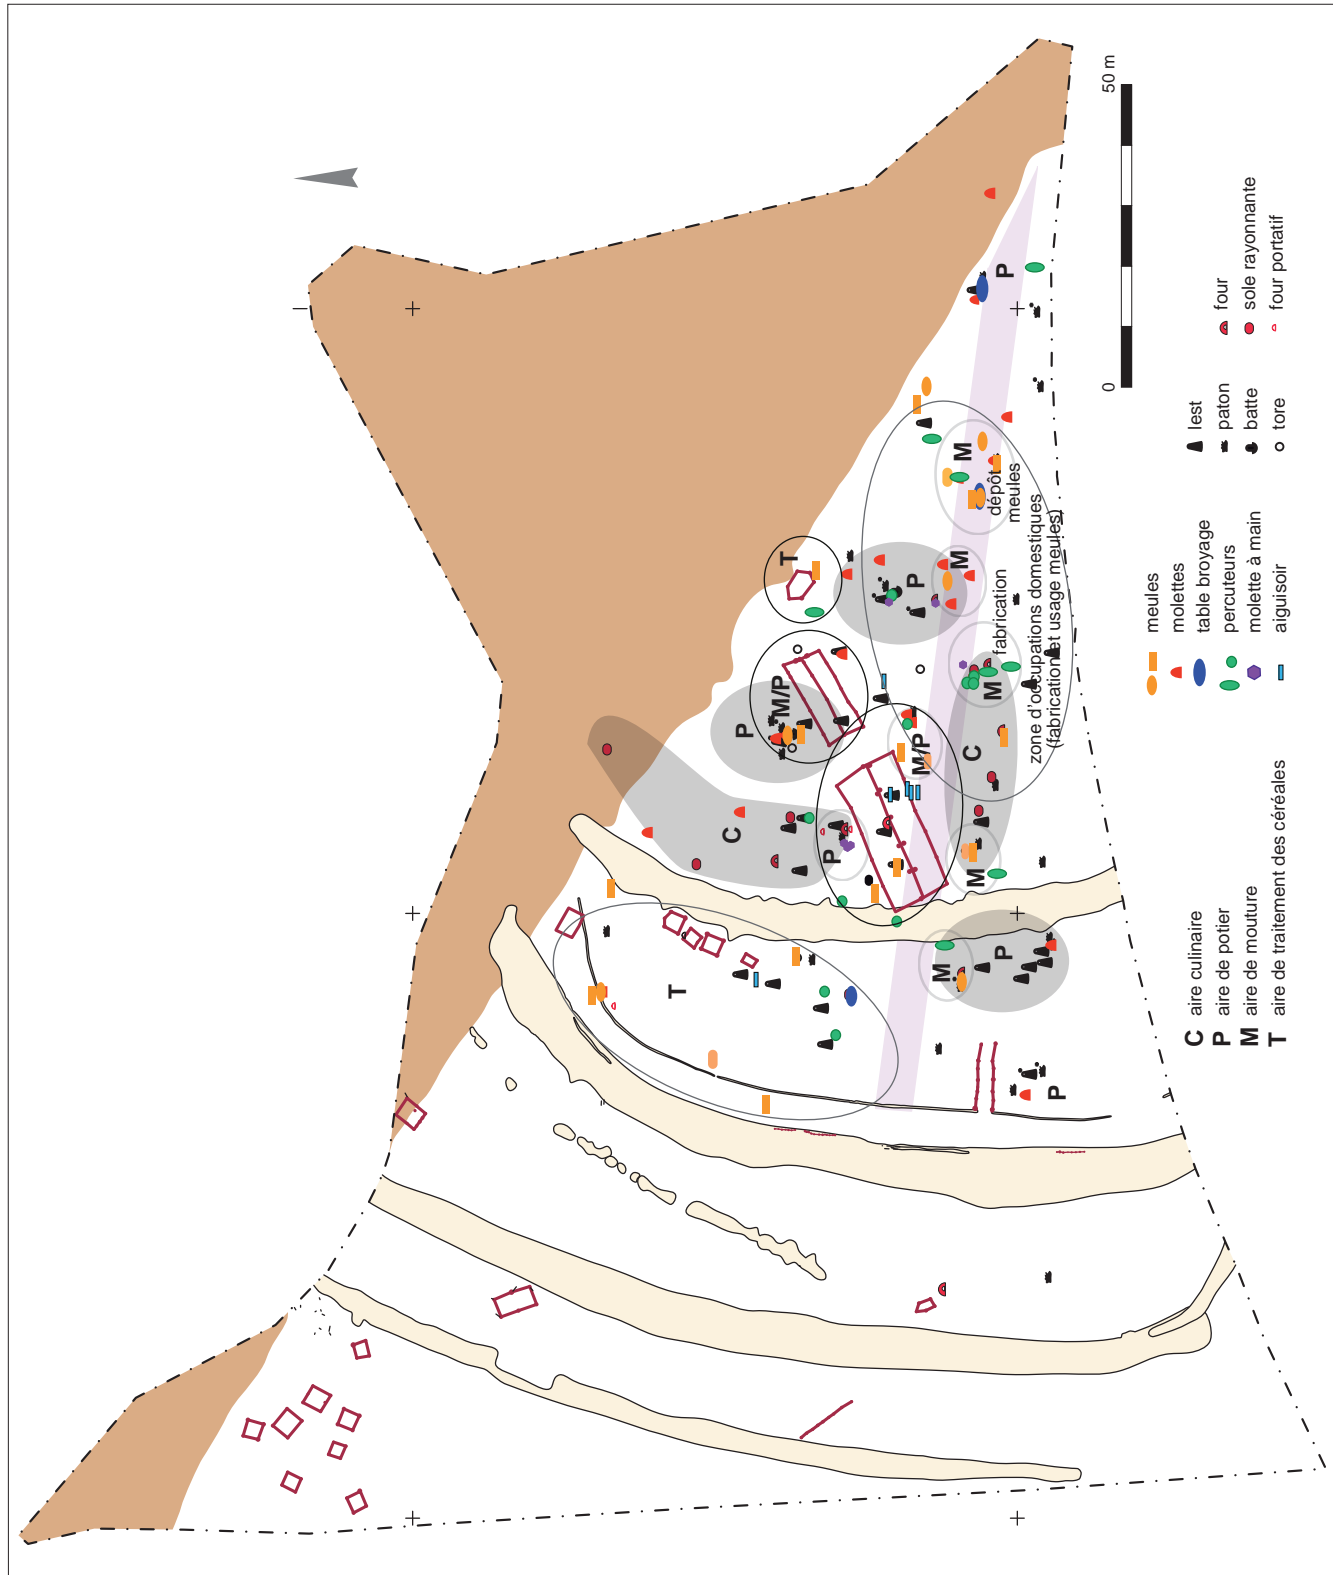 T
M/P
P
C
P
M/P
T
P
M
M
P
M
dépôt
meules
M
fabrication
C
M
zone d'occupations domestiques
(fabrication et usage meules)
M
P
P
0
50 m
C aire culinaire
P aire de potier
M aire de mouture
T aire de traitement des céréales
meules
molettes
table broyage
percuteurs
molette à main
aiguisoir
lest
paton
batte
tore
four
sole rayonnante
four portatif